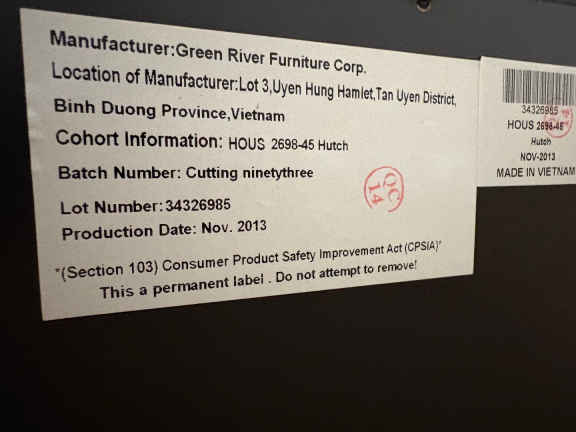 Manufacturer:Green River Furniture Corp.
Location of Manufacturer:Lot 3,Uyen Hung Hamlet,Tan Uyen District,
Binh Duong Province,Vietnam
Cohort Information: HOUS 2698-45 Hutch
Batch Number: Cutting ninetythree
Lot Number:34326985
Production Date: Nov. 2013
"(Section 103) Consumer Product Safety Improvement Act (CPSIA)"
This a permanent label . Do not attempt to remove!
QC
14
34326985
HOUS 2698-45
Hutch
NOV-2013
MADE IN VIETNAM